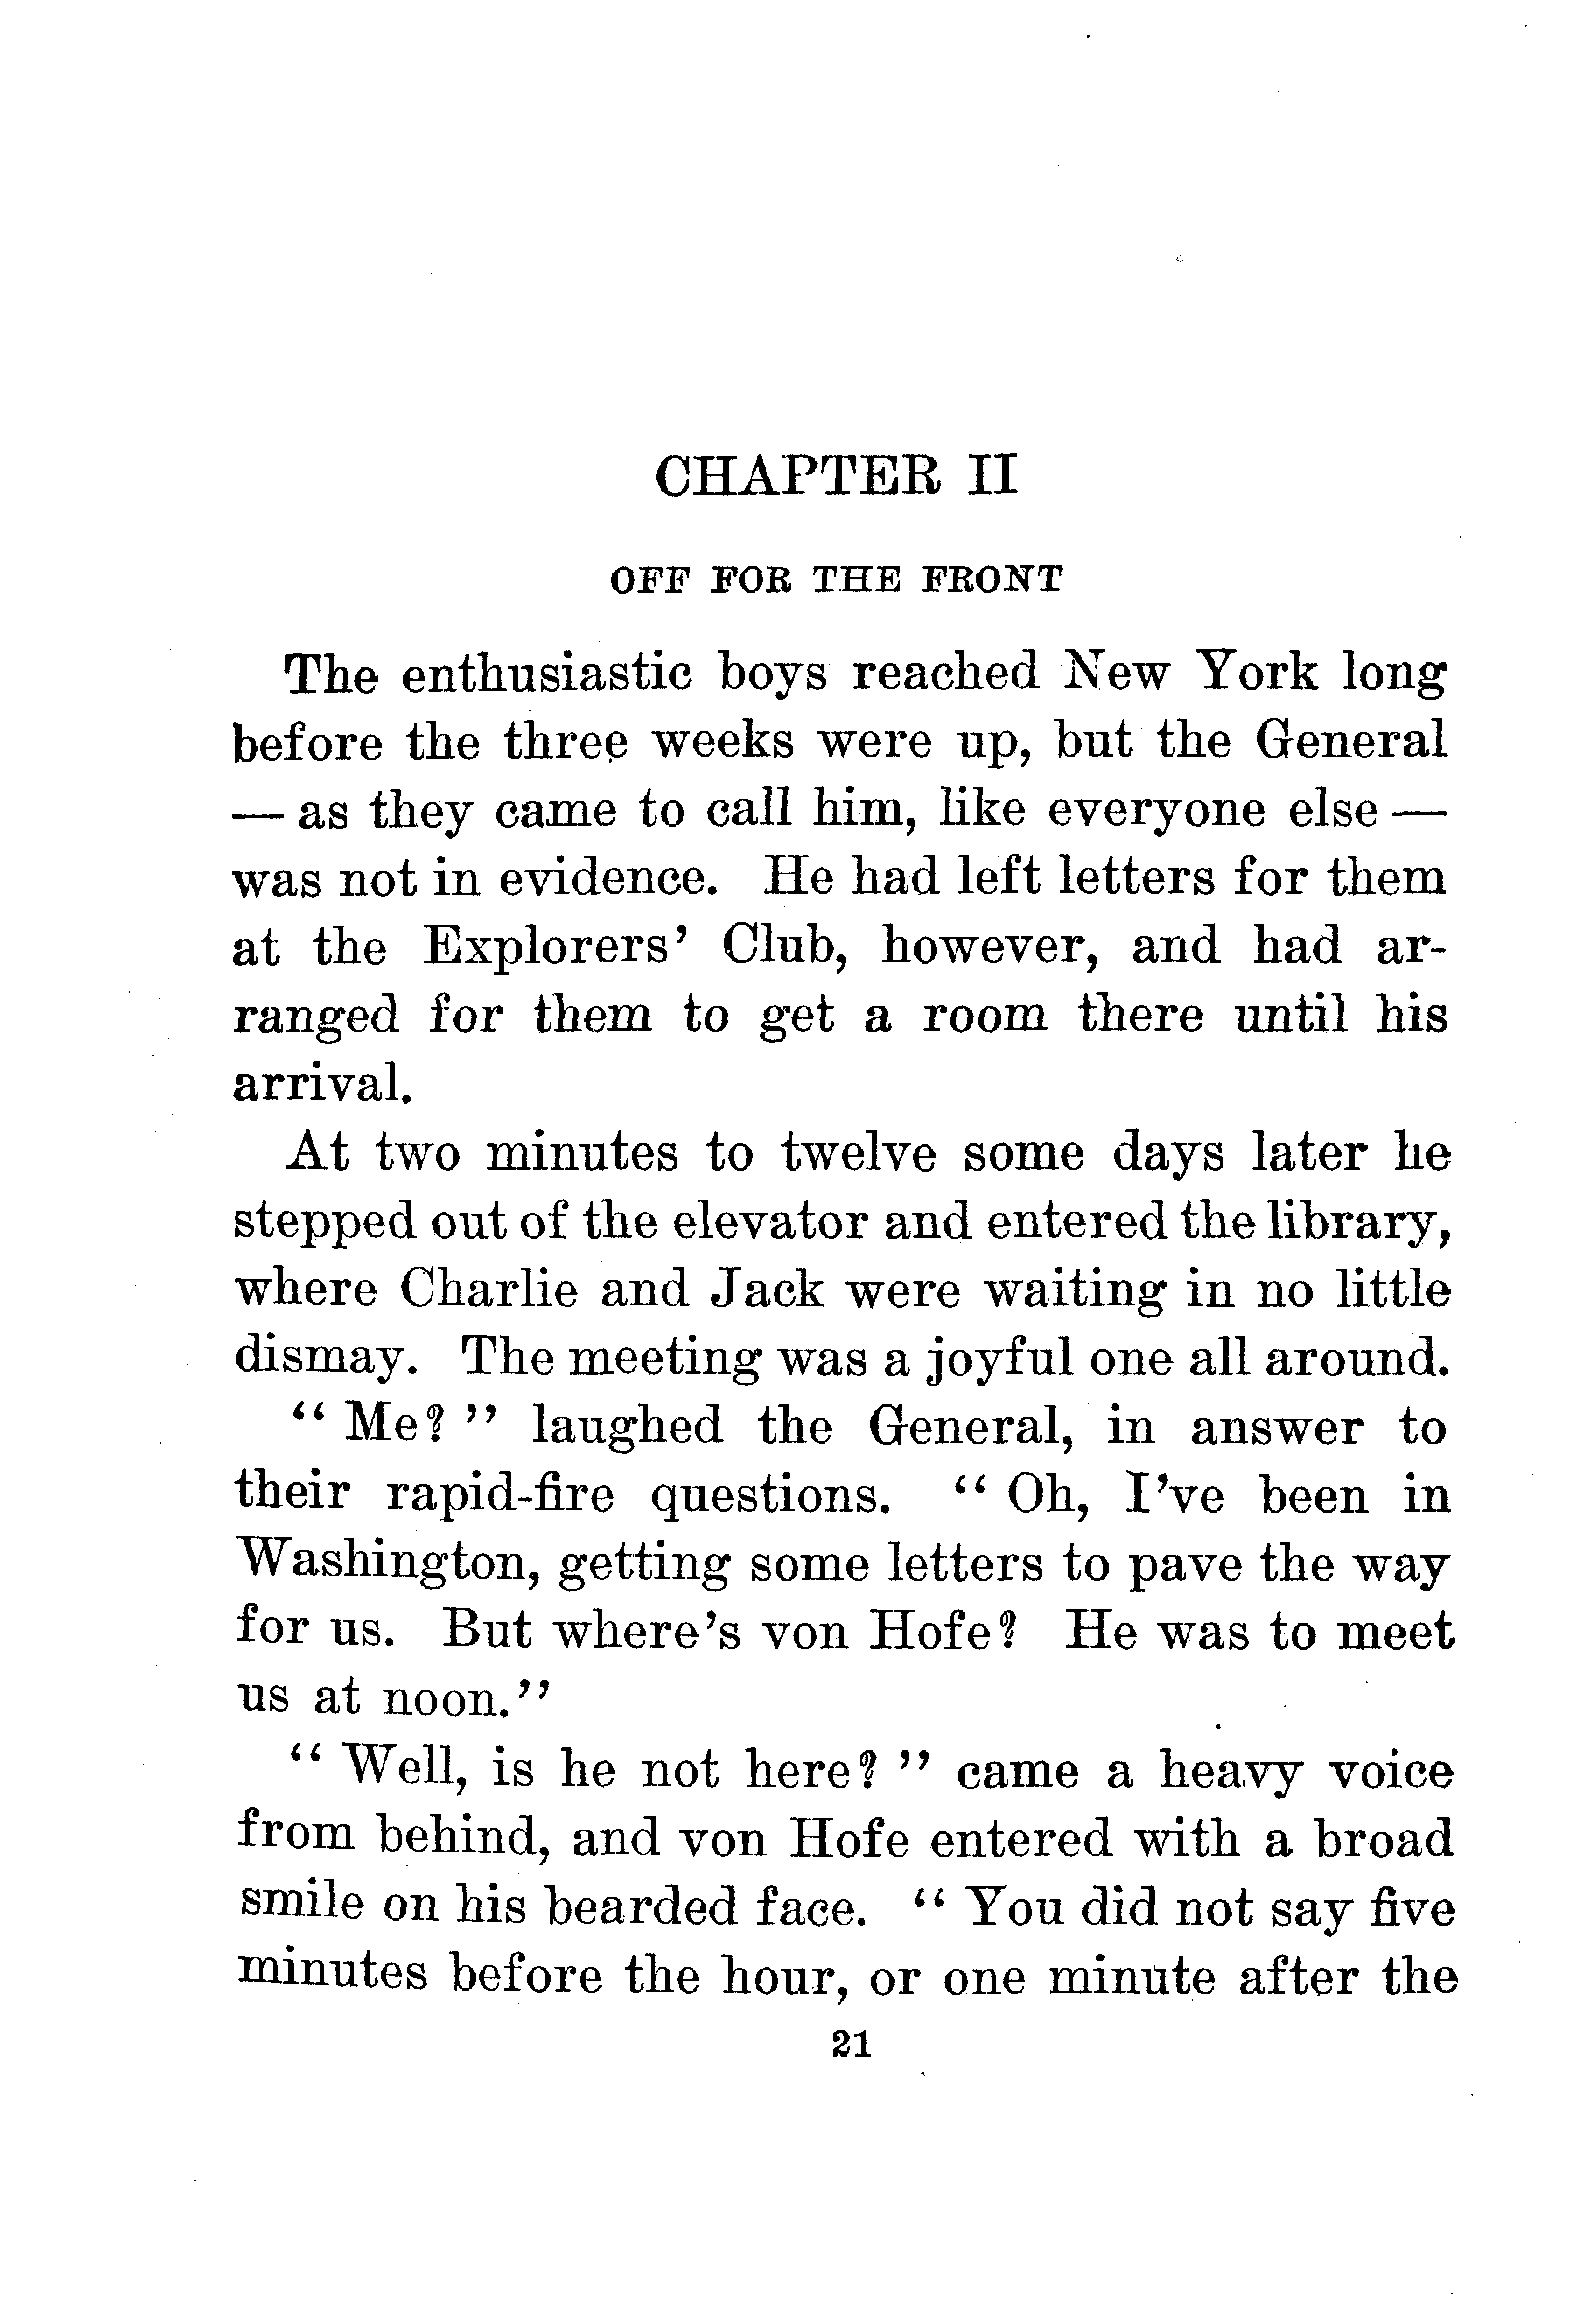 CHAPTER II
OFF FOR THE FRONT
The enthusiastic boys reached New York long
before the three weeks were up, but the General
— as they came to call him, like everyone else —
was not in evidence. He had left letters for them
at the Explorers' Club, however, and had ar-
ranged for them to get a room there until his
arrival.
At two minutes to twelve some days later he
stepped out of the elevator and entered the library,
where Charlie and Jack were waiting in no little
dismay. The meeting was a joyful one all around.
" Me? " laughed the General, in answer to
their rapid-fire questions. " Oh, I've been in
Washington, getting some letters to pave the way
for us. But where's von Hofe? He was to meet
us at noon."
" Well, is he not here? " came a heavy voice
from behind, and von Hofe entered with a broad
smile on his bearded face. " You did not say five
minutes before the hour, or one minute after the
21